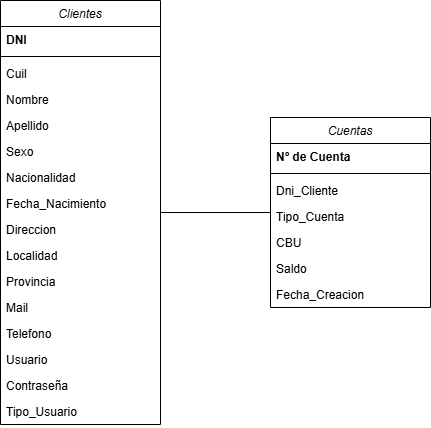 Clientes
DNI
Cuil
Nombre
Apellido
Sexo
Nacionalidad
Fecha_Nacimiento
Direccion
Localidad
Provincia
Mail
Telefono
Usuario
Contraseña
Tipo_Usuario
Cuentas
Nº de Cuenta
Dni_Cliente
Tipo_Cuenta
CBU
Saldo
Fecha_Creacion